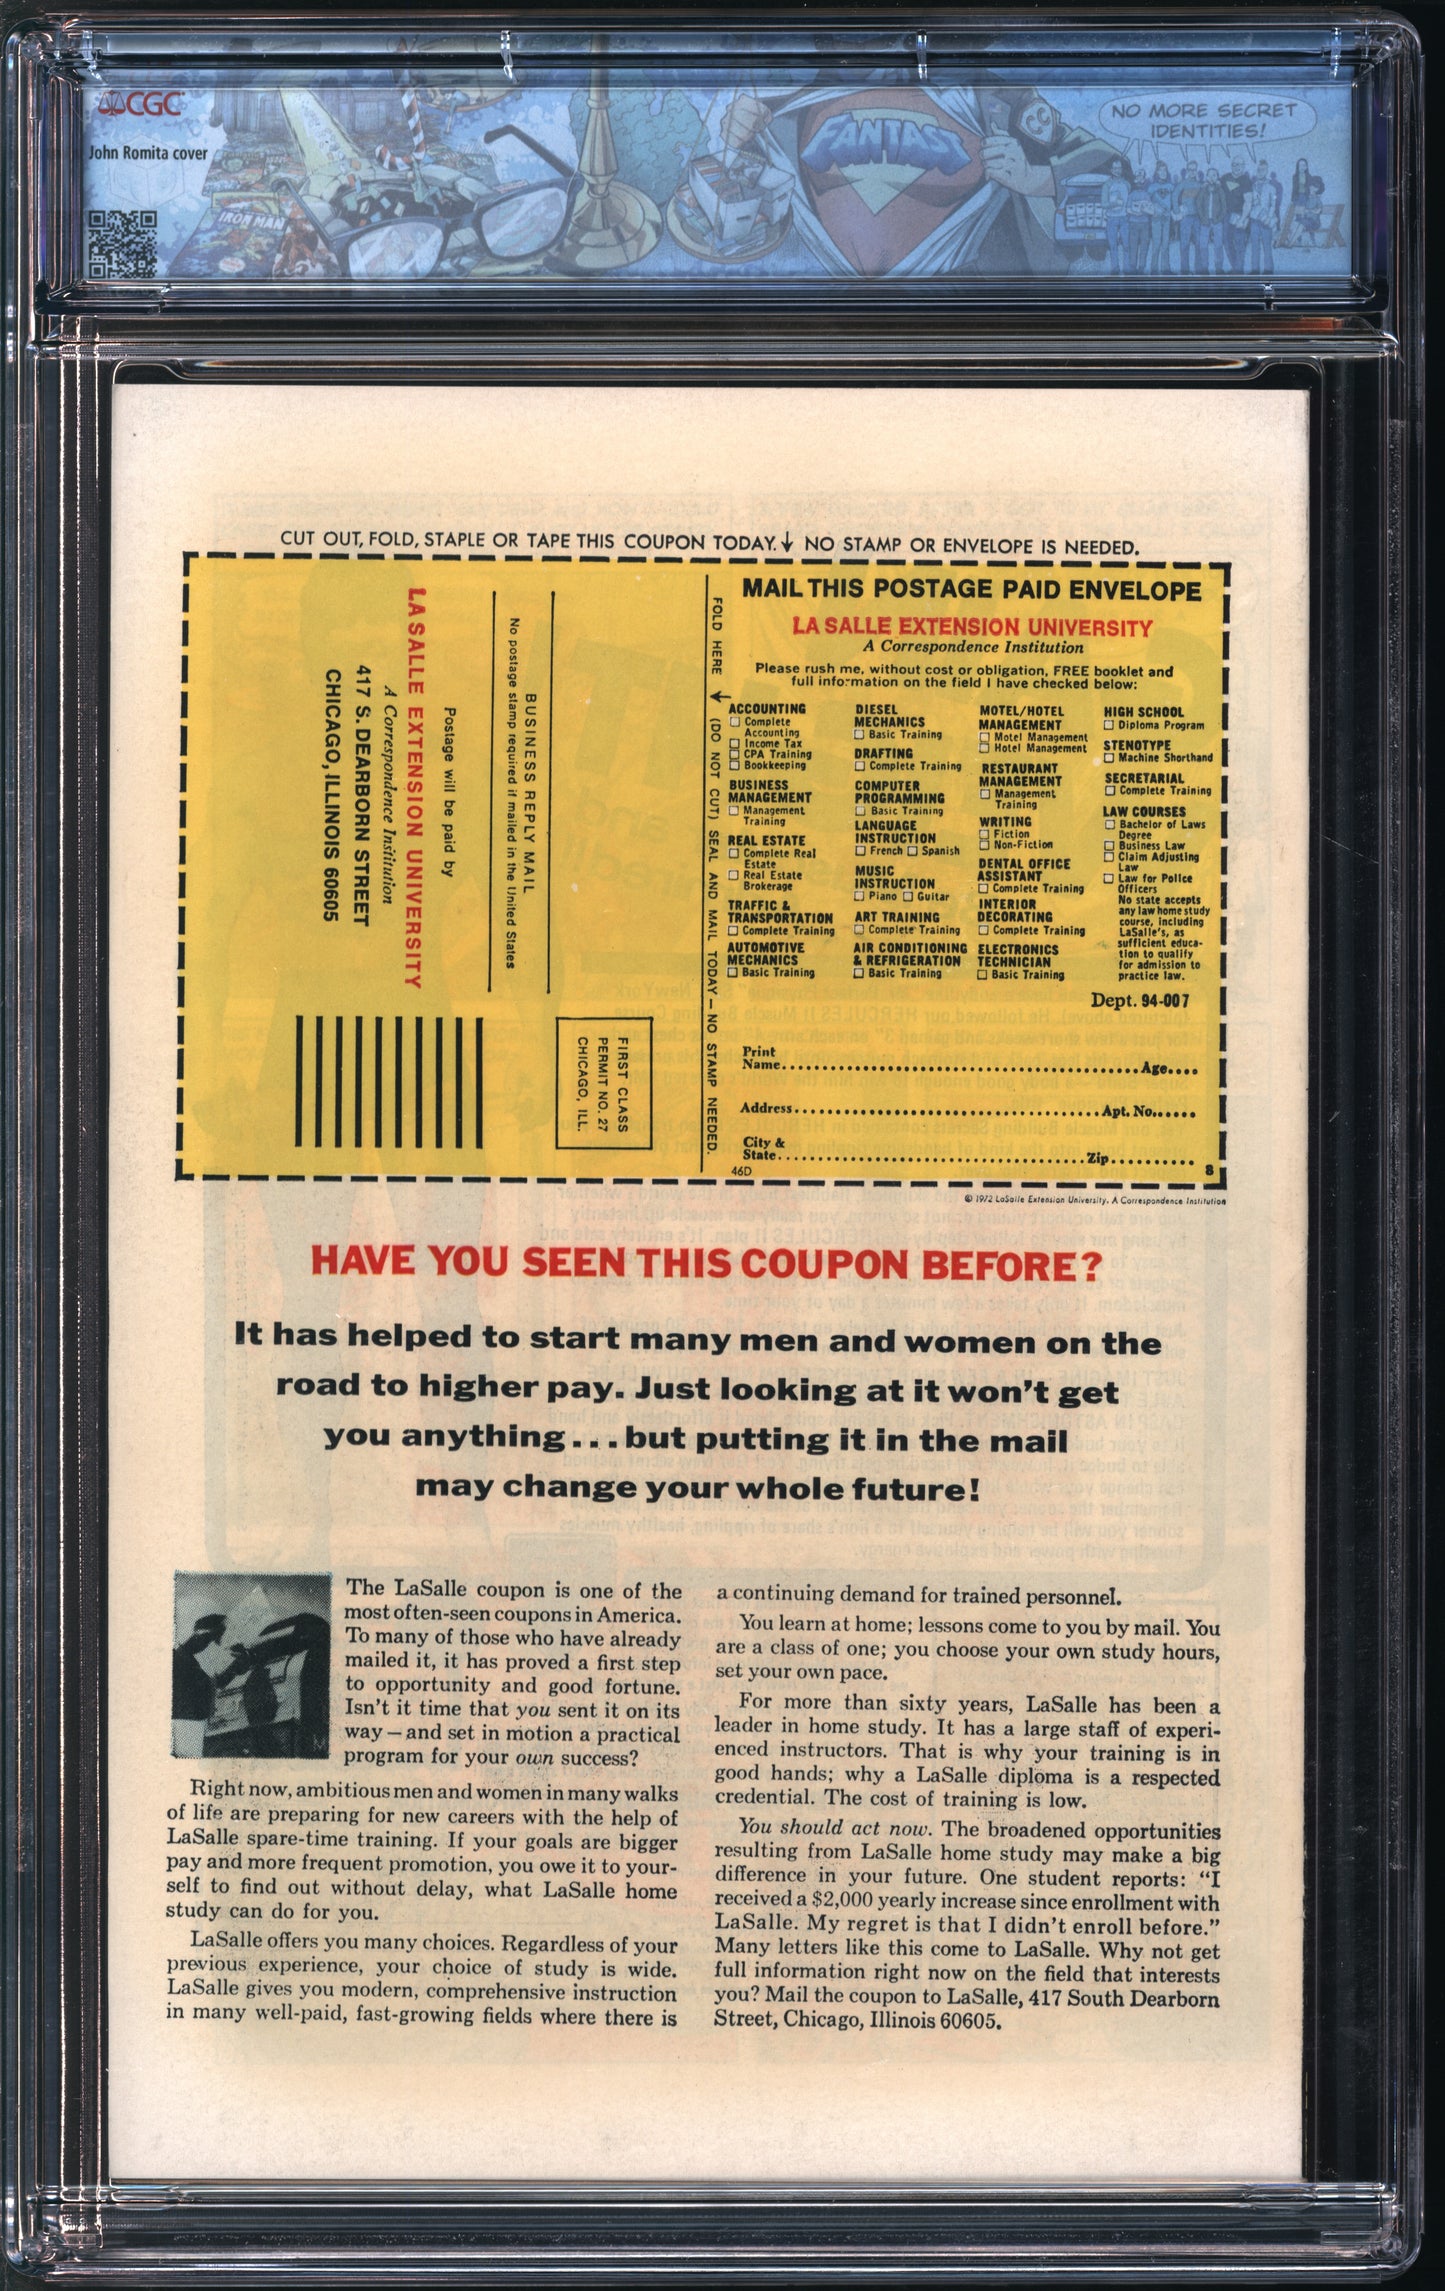 CGC
John Romita cover
IRON MAN
FANTAST
CC
NO MORE SECRET
IDENTITIES!
CUT OUT, FOLD, STAPLE OR TAPE THIS COUPON TODAY. ↓ NO STAMP OR ENVELOPE IS NEEDED.
FIRST CLASS
PERMIT NO. 27
CHICAGO, ILL.
BUSINESS REPLY MAIL
No postage stamp required if mailed in the United States
Postage will be paid by
LASALLE EXTENSION UNIVERSITY
A Correspondence Institution
417 S. DEARBORN STREET
CHICAGO, ILLINOIS 60605
FOLD HERE → (DO NOT CUT) SEAL AND MAIL TODAY — NO STAMP NEEDED.
MAIL THIS POSTAGE PAID ENVELOPE
LA SALLE EXTENSION UNIVERSITY
A Correspondence Institution
Please rush me, without cost or obligation, FREE booklet and
full information on the field I have checked below:
ACCOUNTING
☐ Complete
Accounting
☐ Income Tax
☐ CPA Training
☐ Bookkeeping
BUSINESS
MANAGEMENT
☐ Management
Training
REAL ESTATE
☐ Complete Real
Estate
☐ Real Estate
Brokerage
TRAFFIC &
TRANSPORTATION
☐ Complete Training
AUTOMOTIVE
MECHANICS
☐ Basic Training
DIESEL
MECHANICS
☐ Basic Training
DRAFTING
☐ Complete Training
COMPUTER
PROGRAMMING
☐ Basic Training
LANGUAGE
INSTRUCTION
☐ French ☐ Spanish
MUSIC
INSTRUCTION
☐ Piano ☐ Guitar
ART TRAINING
☐ Complete Training
AIR CONDITIONING
& REFRIGERATION
☐ Basic Training
MOTEL/HOTEL
MANAGEMENT
☐ Motel Management
☐ Hotel Management
RESTAURANT
MANAGEMENT
☐ Management
Training
WRITING
☐ Fiction
☐ Non-Fiction
DENTAL OFFICE
ASSISTANT
☐ Complete Training
INTERIOR
DECORATING
☐ Complete Training
ELECTRONICS
TECHNICIAN
☐ Basic Training
HIGH SCHOOL
☐ Diploma Program
STENOTYPE
☐ Machine Shorthand
SECRETARIAL
☐ Complete Training
LAW COURSES
☐ Bachelor of Laws
Degree
☐ Business Law
☐ Claim Adjusting
Law
☐ Law for Police
Officers
No state accepts
any law home study
course, including
LaSalle's, as
sufficient educa-
tion to qualify
for admission to
practice law.
Dept. 94-007
Print
Name........Age....
Address........Apt. No......
City &
State........Zip........
46D
8
© 1972 LaSalle Extension University, A Correspondence Institution
HAVE YOU SEEN THIS COUPON BEFORE?
It has helped to start many men and women on the
road to higher pay. Just looking at it won't get
you anything...but putting it in the mail
may change your whole future!
The LaSalle coupon is one of the
most often-seen coupons in America.
To many of those who have already
mailed it, it has proved a first step
to opportunity and good fortune.
Isn't it time that you sent it on its
way — and set in motion a practical
program for your own success?
Right now, ambitious men and women in many walks
of life are preparing for new careers with the help of
LaSalle spare-time training. If your goals are bigger
pay and more frequent promotion, you owe it to your-
self to find out without delay, what LaSalle home
study can do for you.
LaSalle offers you many choices. Regardless of your
previous experience, your choice of study is wide.
LaSalle gives you modern, comprehensive instruction
in many well-paid, fast-growing fields where there is
a continuing demand for trained personnel.
You learn at home; lessons come to you by mail. You
are a class of one; you choose your own study hours,
set your own pace.
For more than sixty years, LaSalle has been a
leader in home study. It has a large staff of experi-
enced instructors. That is why your training is in
good hands; why a LaSalle diploma is a respected
credential. The cost of training is low.
You should act now. The broadened opportunities
resulting from LaSalle home study may make a big
difference in your future. One student reports: "I
received a $2,000 yearly increase since enrollment with
LaSalle. My regret is that I didn't enroll before."
Many letters like this come to LaSalle. Why not get
full information right now on the field that interests
you? Mail the coupon to LaSalle, 417 South Dearborn
Street, Chicago, Illinois 60605.